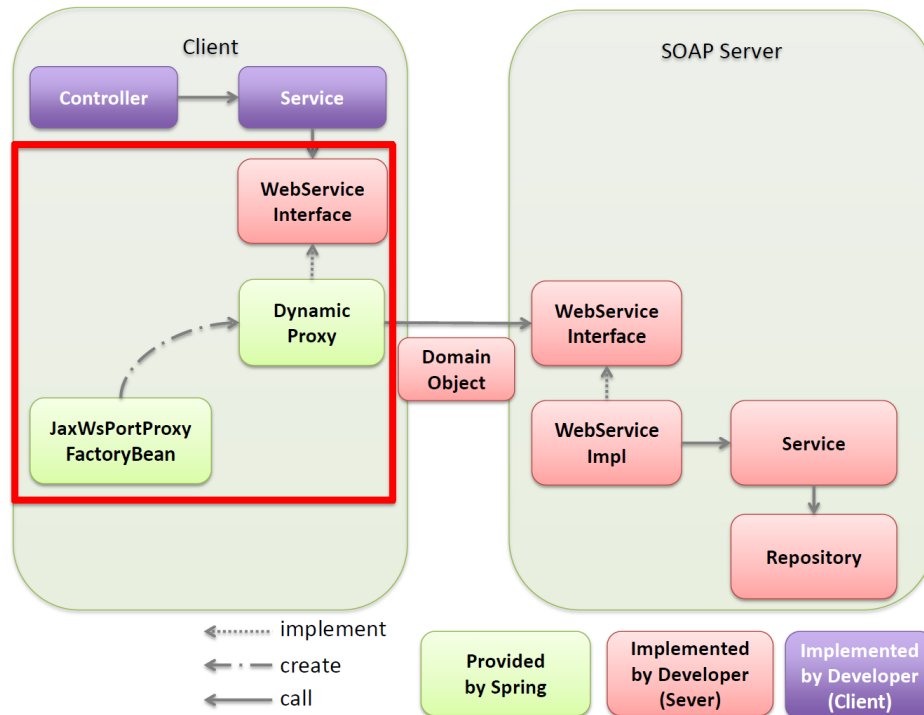 Client
SOAP Server
Controller
Service
WebService
Interface
Dynamic
Proxy
WebService
Interface
Domain
Object
JaxWsPortProxy
FactoryBean
WebService
Impl
Service
Repository
implement
create
call
Provided
by Spring
Implemented
by Developer
(Sever)
Implemented
by Developer
(Client)